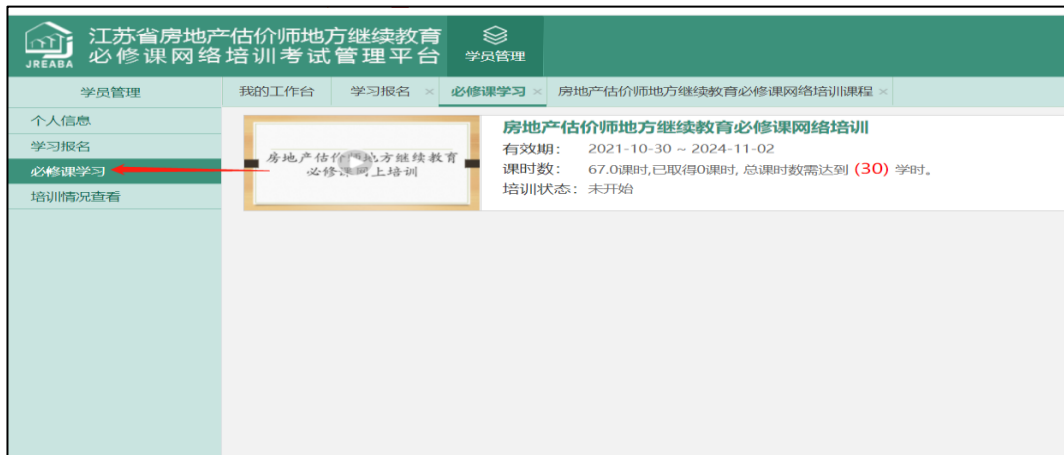 江苏省房地产估价师地方继续教育
必修课网络培训考试管理平台
JREABA
学员管理
学员管理
我的工作台
学习报名 ×
必修课学习 ×
房地产估价师地方继续教育必修课网络培训课程 ×
个人信息
学习报名
必修课学习
培训情况查看
房地产估价师地方继续教育
必修课网上培训
房地产估价师地方继续教育必修课网络培训
有效期： 2021-10-30 ~ 2024-11-02
课时数： 67.0课时,已取得0课时, 总课时数需达到 (30) 学时。
培训状态：未开始